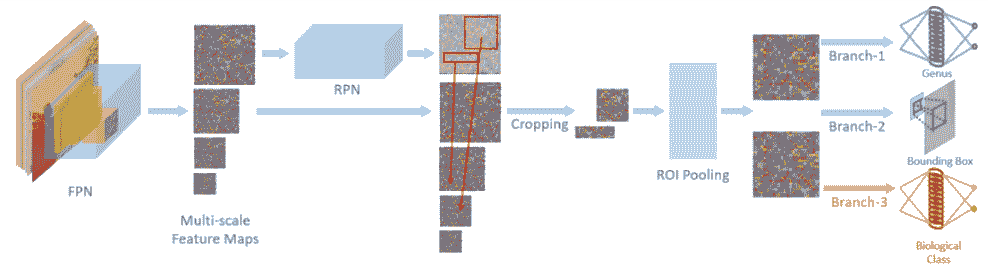 FPN
Multi-scale
Feature Maps
RPN
Cropping
ROI Pooling
Branch-1
Genus
Branch-2
Bounding Box
Branch-3
Biological
Class